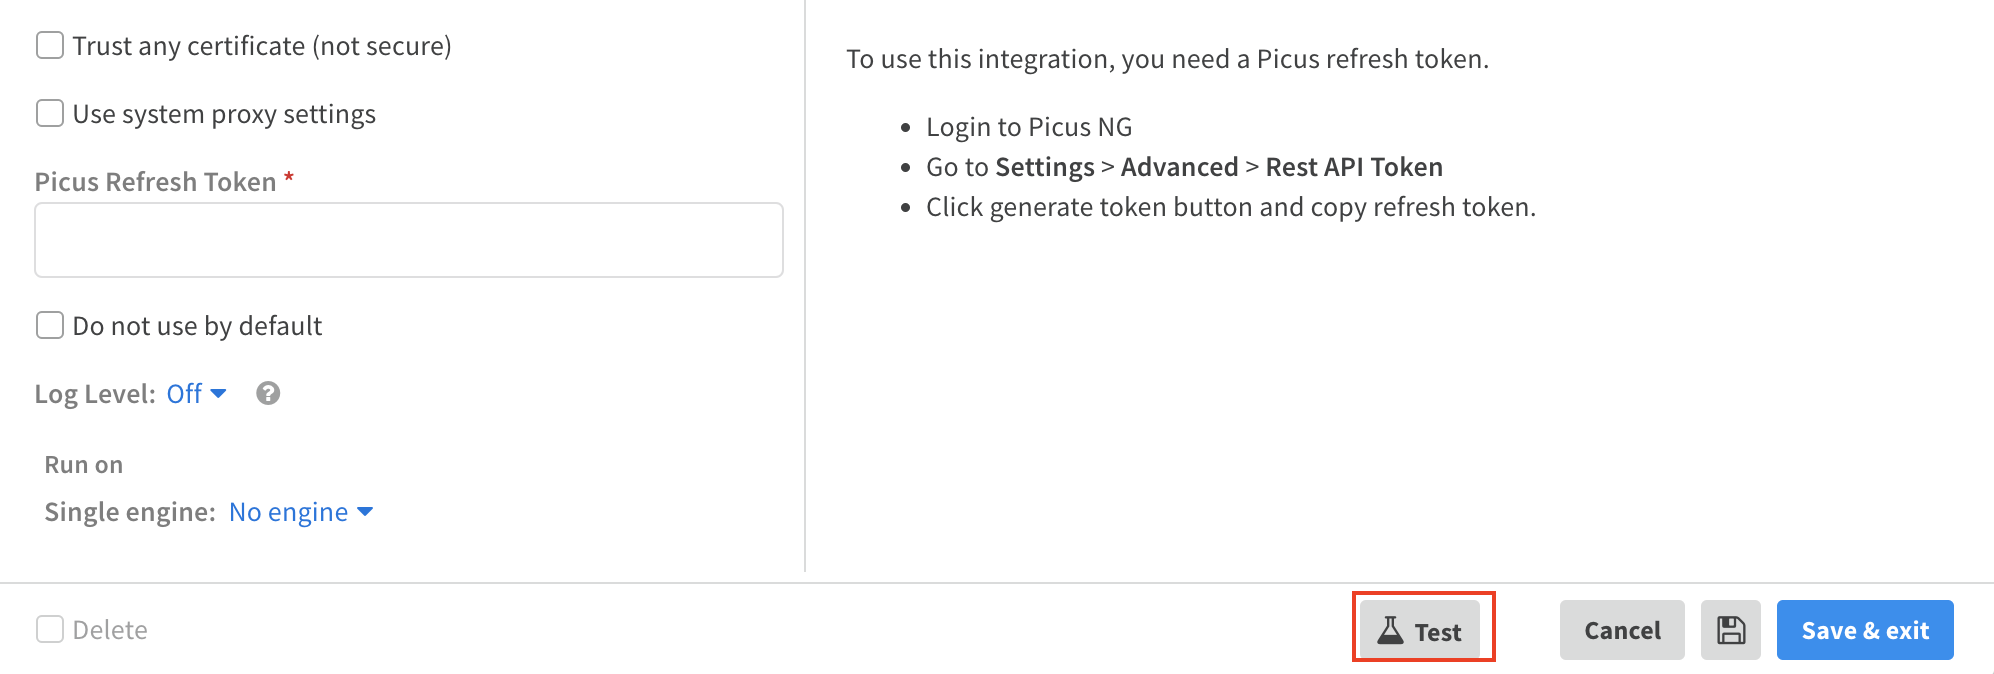 Trust any certificate (not secure)
Use system proxy settings
Picus Refresh Token *
Do not use by default
Log Level: Off
?
Run on
Single engine: No engine
To use this integration, you need a Picus refresh token.
• Login to Picus NG
• Go to Settings > Advanced > Rest API Token
• Click generate token button and copy refresh token.
Delete
Test
Cancel
Save & exit